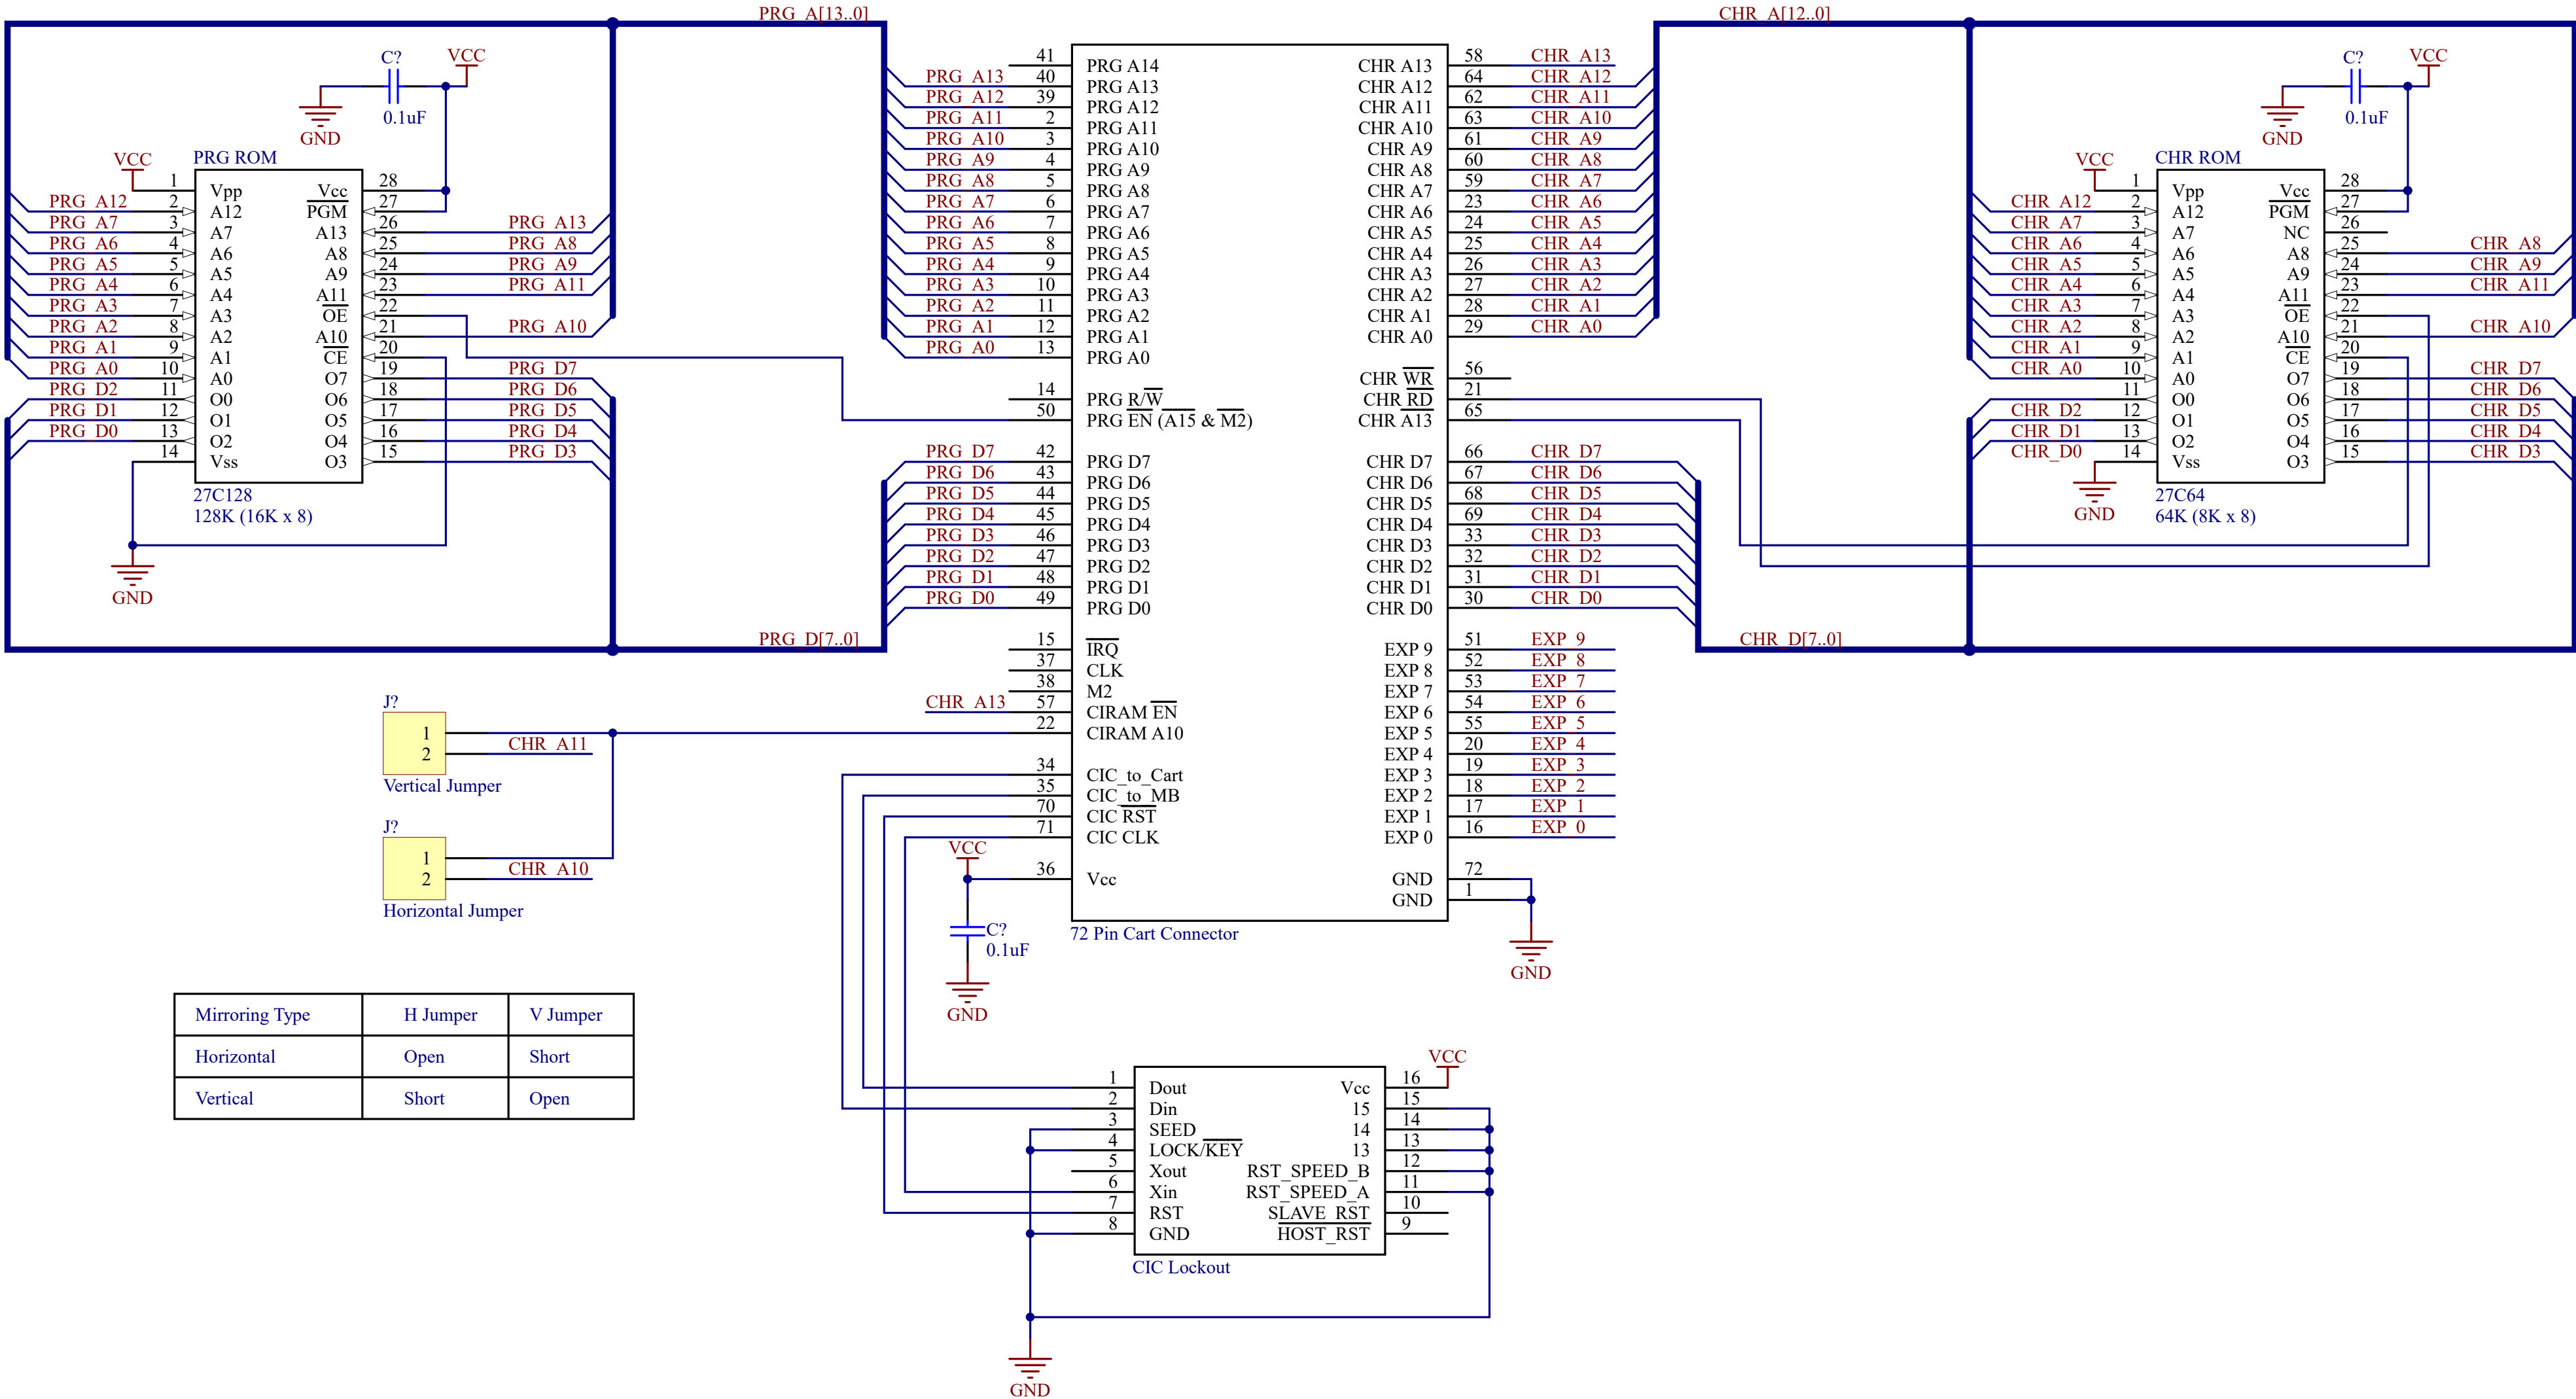 PRG_A[13..0]
CHR_A[12..0]
C?
VCC
0.1uF
GND
PRG ROM
VCC
1 Vpp Vcc 28
PRG_A12 2 A12 PGM 27
PRG_A7 3 A7 A13 26 PRG_A13
PRG_A6 4 A6 A8 25 PRG_A8
PRG_A5 5 A5 A9 24 PRG_A9
PRG_A4 6 A4 A11 23 PRG_A11
PRG_A3 7 A3 OE 22
PRG_A2 8 A2 A10 21 PRG_A10
PRG_A1 9 A1 CE 20
PRG_A0 10 A0 O7 19 PRG_D7
PRG_D2 11 O0 O6 18 PRG_D6
PRG_D1 12 O1 O5 17 PRG_D5
PRG_D0 13 O2 O4 16 PRG_D4
14 Vss O3 15 PRG_D3
27C128
128K (16K x 8)
GND
41 PRG A14 CHR A13 58 CHR_A13
PRG_A13 40 PRG A13 CHR A12 64 CHR_A12
PRG_A12 39 PRG A12 CHR A11 62 CHR_A11
PRG_A11 2 PRG A11 CHR A10 63 CHR_A10
PRG_A10 3 PRG A10 CHR A9 61 CHR_A9
PRG_A9 4 PRG A9 CHR A8 60 CHR_A8
PRG_A8 5 PRG A8 CHR A7 59 CHR_A7
PRG_A7 6 PRG A7 CHR A6 23 CHR_A6
PRG_A6 7 PRG A6 CHR A5 24 CHR_A5
PRG_A5 8 PRG A5 CHR A4 25 CHR_A4
PRG_A4 9 PRG A4 CHR A3 26 CHR_A3
PRG_A3 10 PRG A3 CHR A2 27 CHR_A2
PRG_A2 11 PRG A2 CHR A1 28 CHR_A1
PRG_A1 12 PRG A1 CHR A0 29 CHR_A0
PRG_A0 13 PRG A0
CHR WR 56
14 PRG R/W CHR RD 21
50 PRG EN (A15 & M2) CHR A13 65
PRG_D7 42 PRG D7 CHR D7 66 CHR_D7
PRG_D6 43 PRG D6 CHR D6 67 CHR_D6
PRG_D5 44 PRG D5 CHR D5 68 CHR_D5
PRG_D4 45 PRG D4 CHR D4 69 CHR_D4
PRG_D3 46 PRG D3 CHR D3 33 CHR_D3
PRG_D2 47 PRG D2 CHR D2 32 CHR_D2
PRG_D1 48 PRG D1 CHR D1 31 CHR_D1
PRG_D0 49 PRG D0 CHR D0 30 CHR_D0
PRG_D[7..0]
CHR_D[7..0]
15 IRQ EXP 9 51 EXP_9
37 CLK EXP 8 52 EXP_8
38 M2 EXP 7 53 EXP_7
CHR_A13 57 CIRAM EN EXP 6 54 EXP_6
22 CIRAM A10 EXP 5 55 EXP_5
EXP 4 20 EXP_4
34 CIC_to_Cart EXP 3 19 EXP_3
35 CIC_to_MB EXP 2 18 EXP_2
70 CIC RST EXP 1 17 EXP_1
71 CIC CLK EXP 0 16 EXP_0
VCC
36 Vcc GND 72
GND 1
72 Pin Cart Connector
C?
0.1uF
GND
GND
C?
VCC
0.1uF
GND
CHR ROM
VCC
1 Vpp Vcc 28
CHR_A12 2 A12 PGM 27
CHR_A7 3 A7 NC 26
CHR_A6 4 A6 A8 25 CHR_A8
CHR_A5 5 A5 A9 24 CHR_A9
CHR_A4 6 A4 A11 23 CHR_A11
CHR_A3 7 A3 OE 22
CHR_A2 8 A2 A10 21 CHR_A10
CHR_A1 9 A1 CE 20
CHR_A0 10 A0 O7 19 CHR_D7
11 O0 O6 18 CHR_D6
CHR_D2 12 O1 O5 17 CHR_D5
CHR_D1 13 O2 O4 16 CHR_D4
CHR_D0 14 Vss O3 15 CHR_D3
GND
27C64
64K (8K x 8)
J?
1
2 CHR_A11
Vertical Jumper
J?
1
2 CHR_A10
Horizontal Jumper
Mirroring Type H Jumper V Jumper
Horizontal Open Short
Vertical Short Open
VCC
1 Dout Vcc 16
2 Din 15 15
3 SEED 14 14
4 LOCK/KEY 13 13
5 Xout RST_SPEED_B 12
6 Xin RST_SPEED_A 11
7 RST SLAVE_RST 10
8 GND HOST_RST 9
CIC Lockout
GND